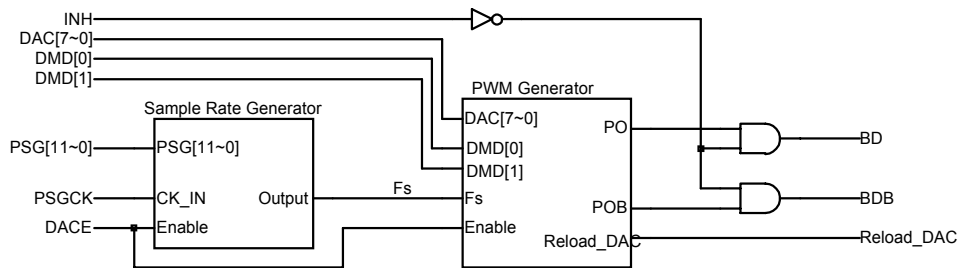 INH
DAC[7~0]
DMD[0]
DMD[1]
PWM Generator
Sample Rate Generator
DAC[7~0]
PO
BD
PSG[11~0]
PSG[11~0]
DMD[0]
DMD[1]
Fs
PSGCK
CK_IN
Output
Fs
POB
BDB
DACE
Enable
Enable
Reload_DAC
Reload_DAC